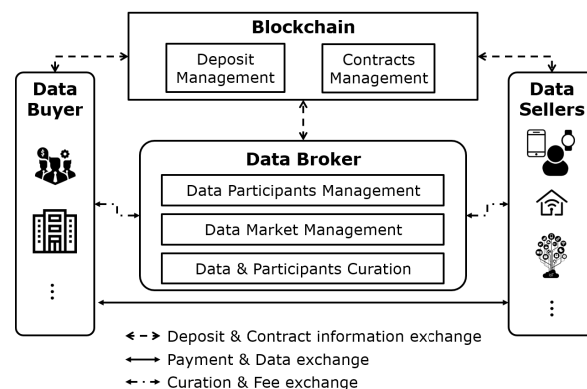 Blockchain
Deposit
Management
Contracts
Management
Data
Buyer
Data
Sellers
Data Broker
Data Participants Management
Data Market Management
Data & Participants Curation
Deposit & Contract information exchange
Payment & Data exchange
Curation & Fee exchange